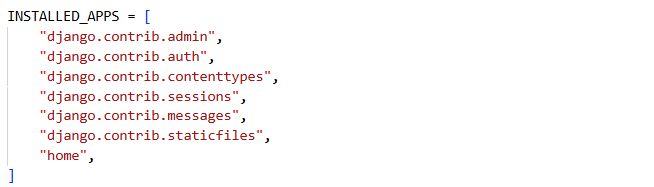 INSTALLED_APPS = [
    "django.contrib.admin",
    "django.contrib.auth",
    "django.contrib.contenttypes",
    "django.contrib.sessions",
    "django.contrib.messages",
    "django.contrib.staticfiles",
    "home",
]